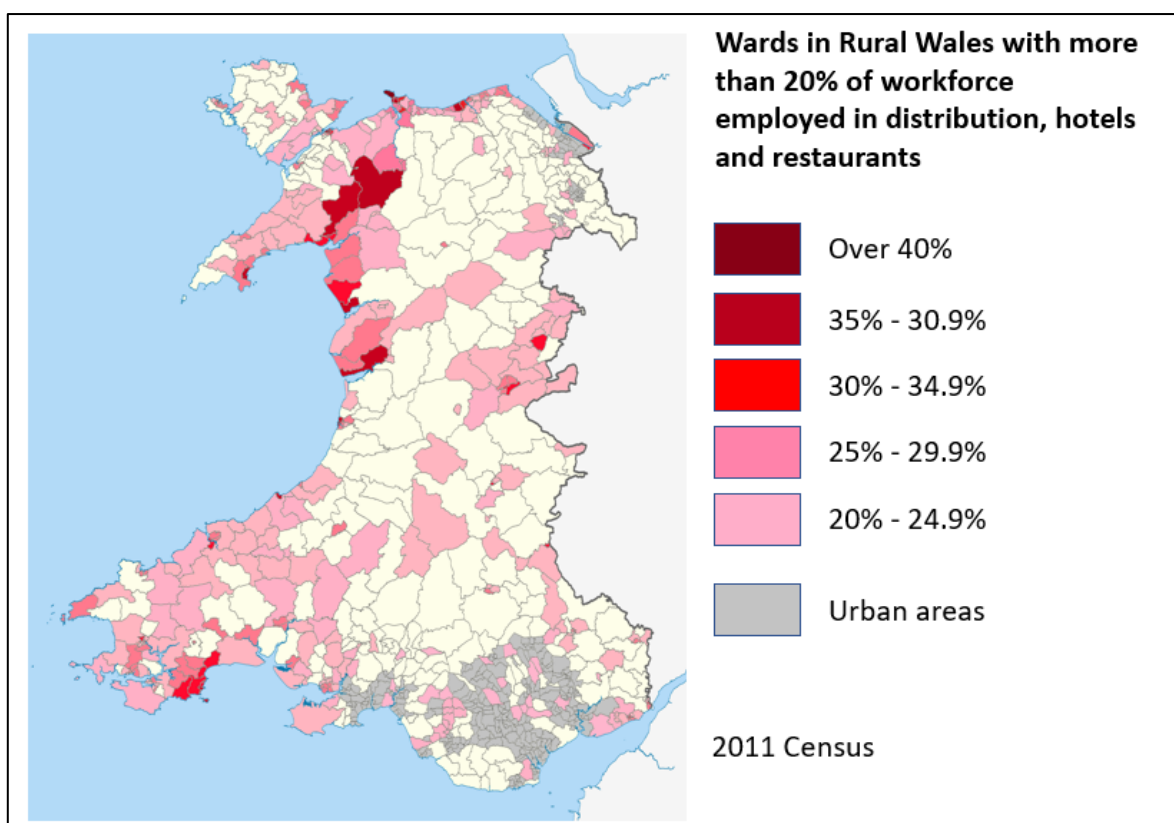 Wards in Rural Wales with more
than 20% of workforce
employed in distribution, hotels
and restaurants
Over 40%
35% - 30.9%
30% - 34.9%
25% - 29.9%
20% - 24.9%
Urban areas
2011 Census